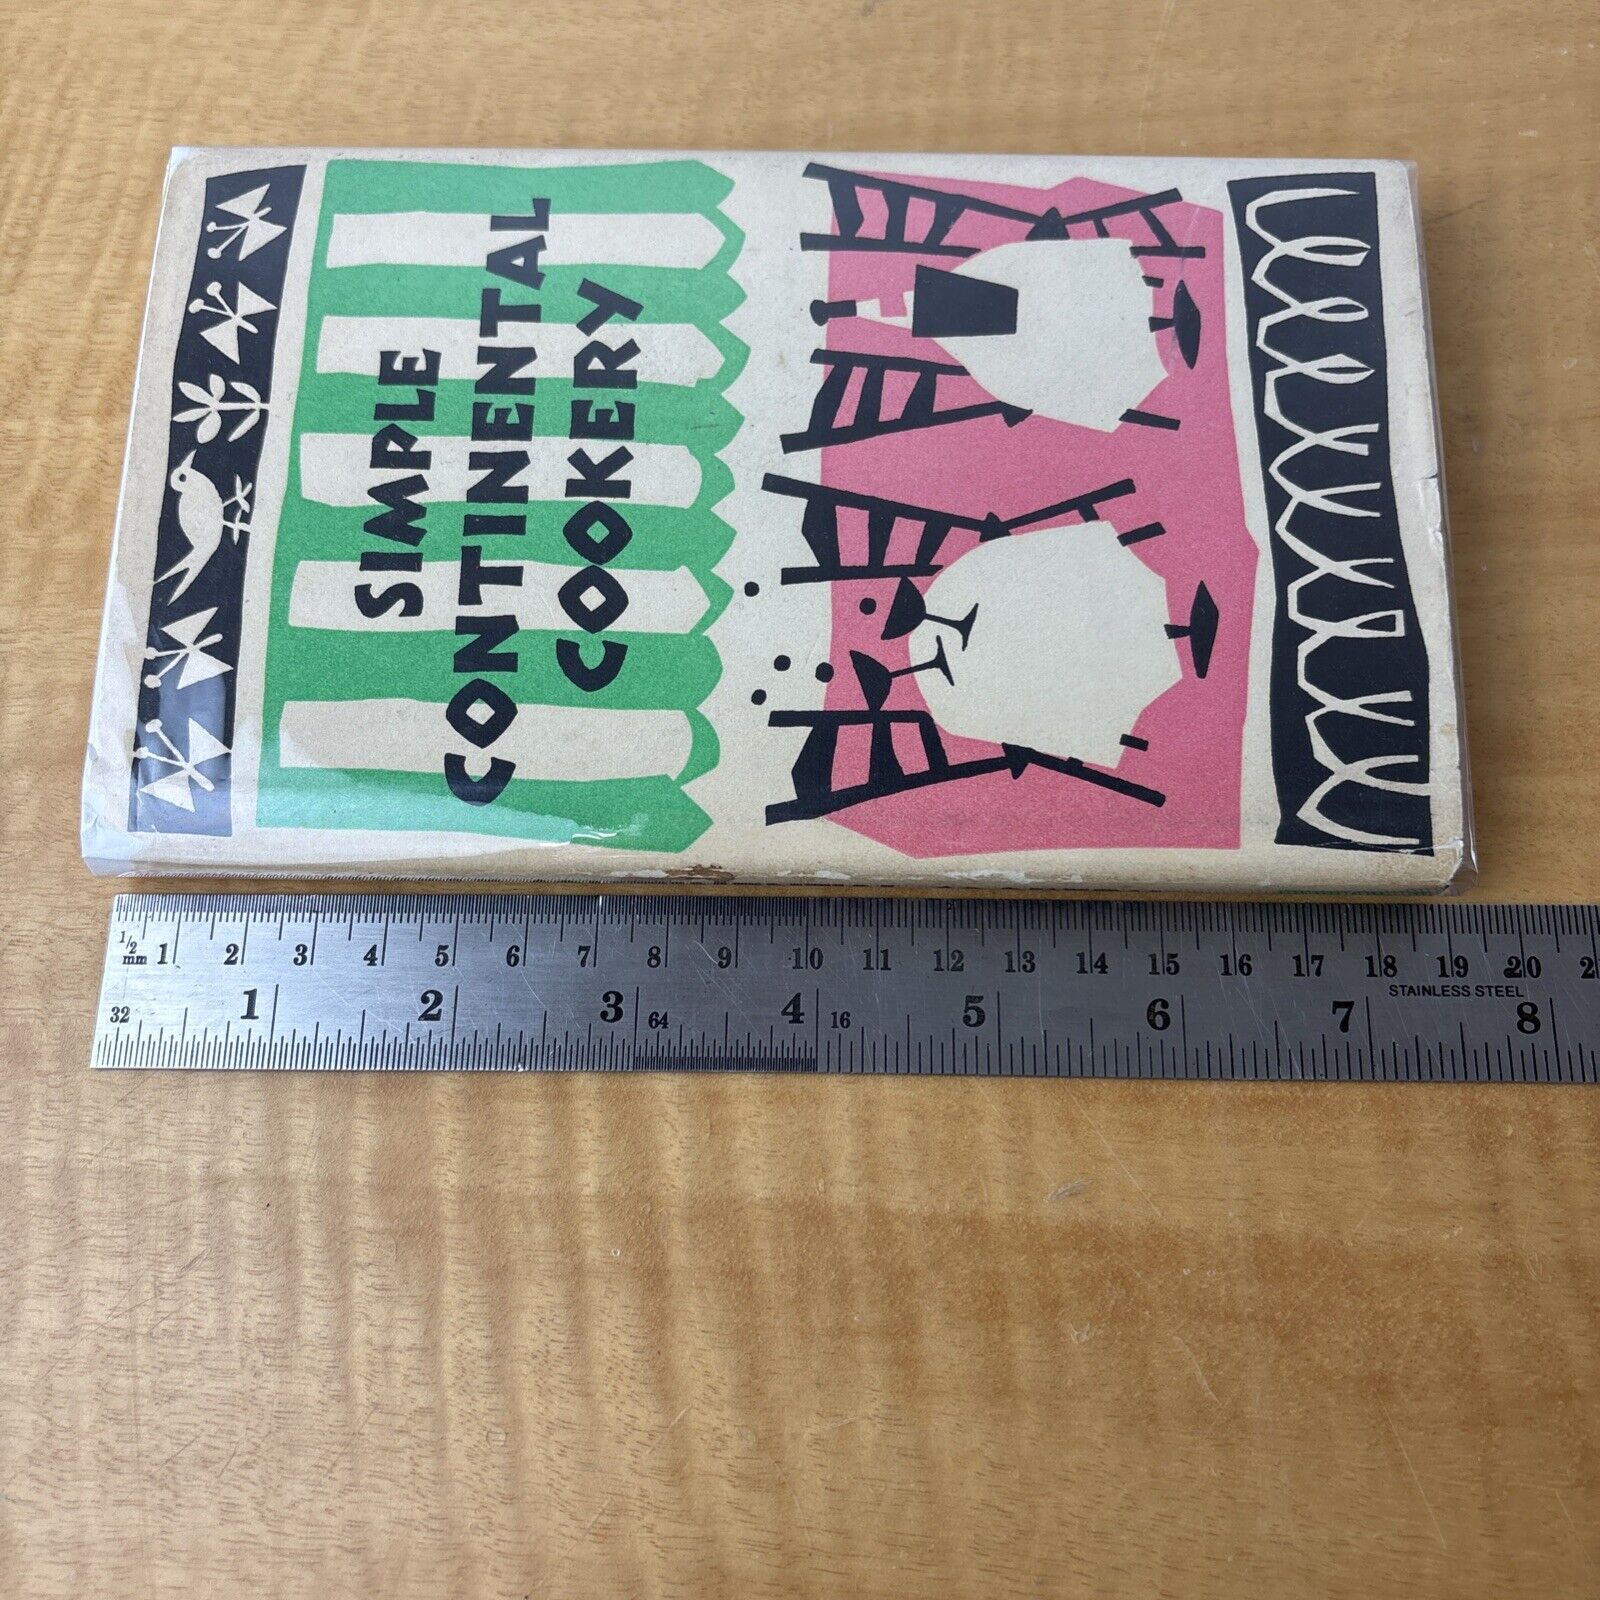 SIMPLE
CONTINENTAL
COOKERY
1/2
mm 1 2 3 4 5 6 7 8 9 10 11 12 13 14 15 16 17 18 19 20 2
STAINLESS STEEL
32 1 2 3 64 4 16 5 6 7 8